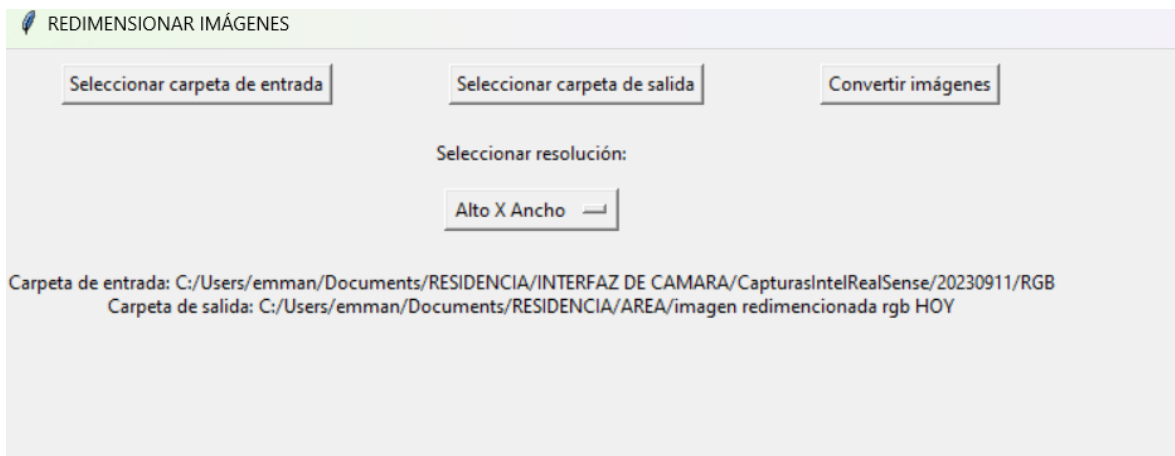 REDIMENSIONAR IMÁGENES
Seleccionar carpeta de entrada
Seleccionar carpeta de salida
Convertir imágenes
Seleccionar resolución:
Alto X Ancho
Carpeta de entrada: C:/Users/emman/Documents/RESIDENCIA/INTERFAZ DE CAMARA/CapturasIntelRealSense/20230911/RGB
Carpeta de salida: C:/Users/emman/Documents/RESIDENCIA/AREA/imagen redimencionada rgb HOY